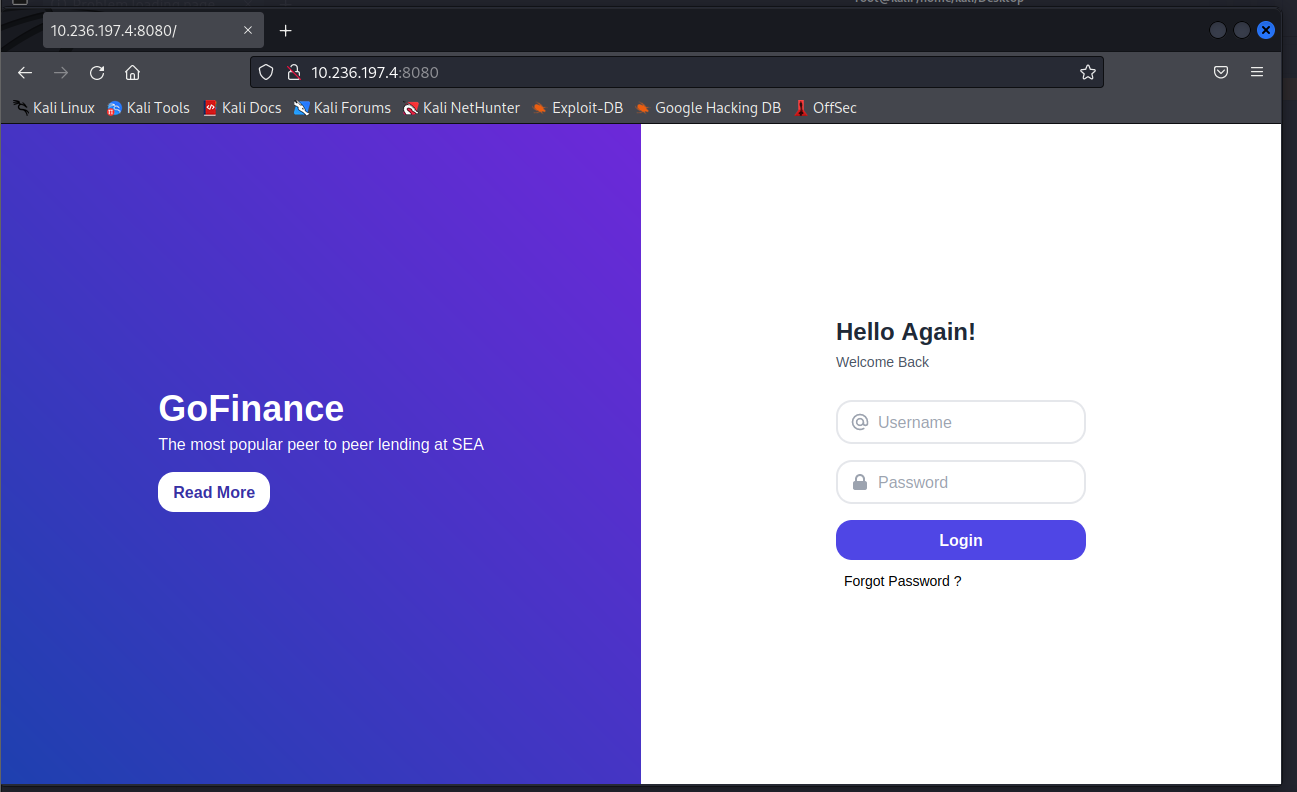 10.236.197.4:8080/
10.236.197.4:8080
Kali Linux Kali Tools Kali Docs Kali Forums Kali NetHunter Exploit-DB Google Hacking DB OffSec
GoFinance
The most popular peer to peer lending at SEA
Read More
Hello Again!
Welcome Back
Username
Password
Login
Forgot Password ?